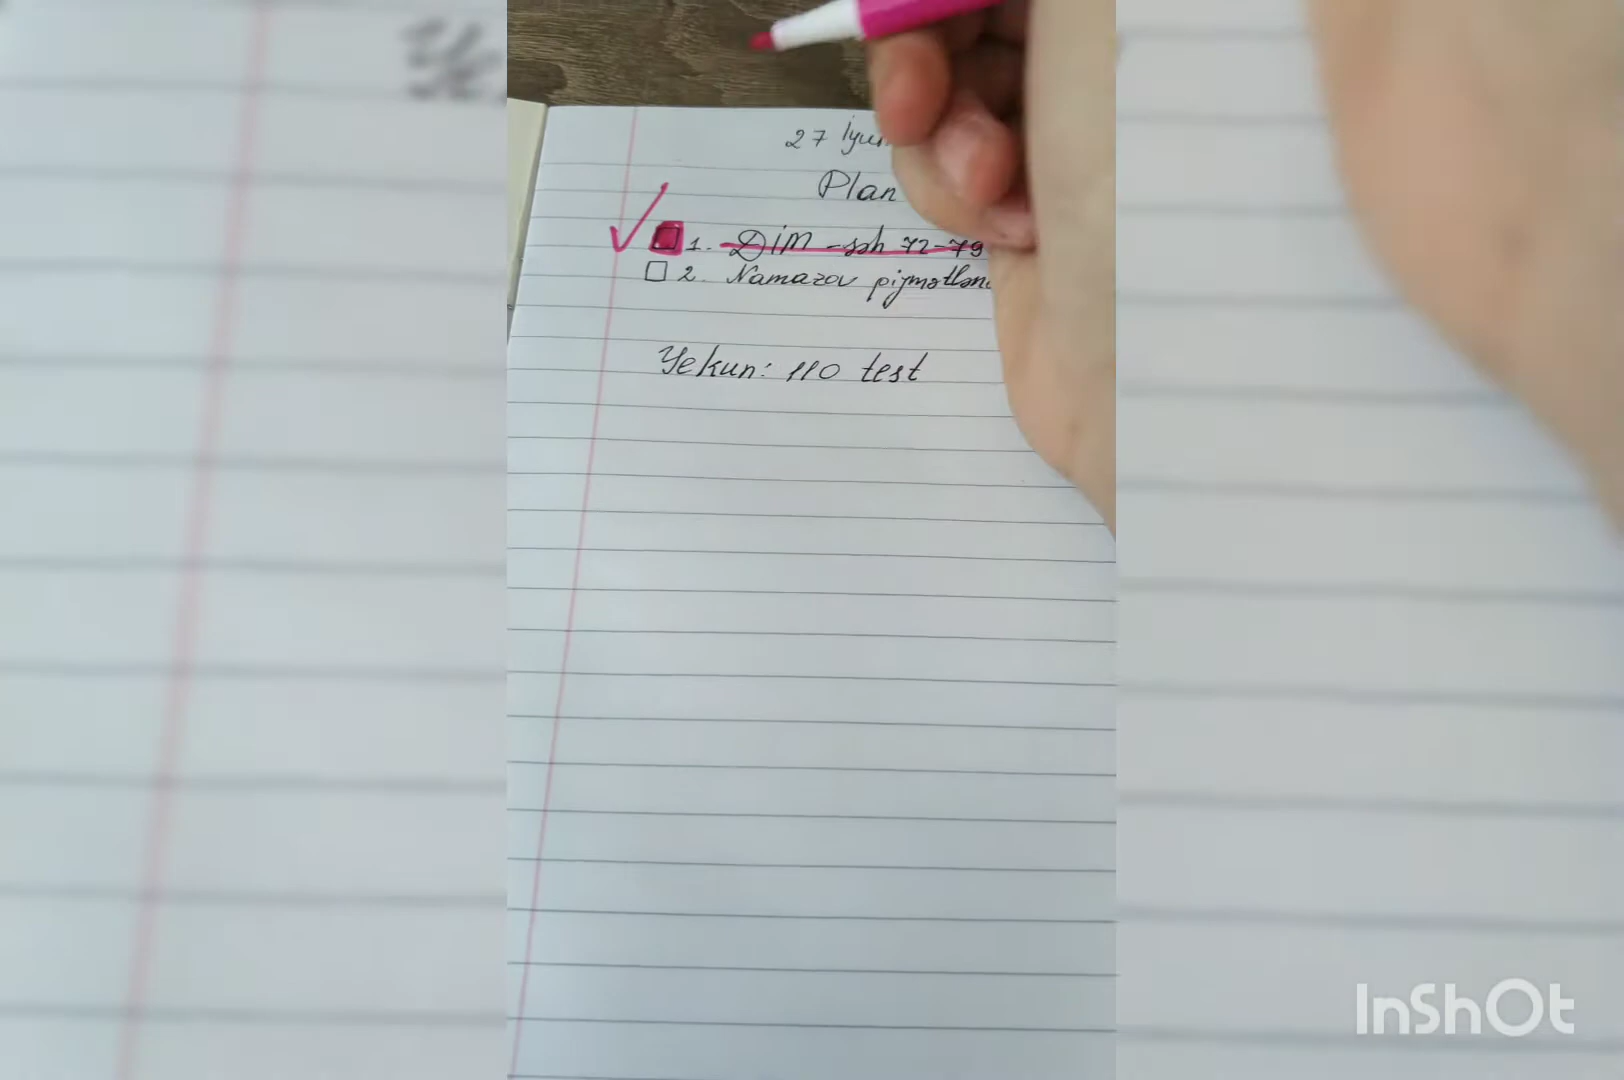 27 İyun
Plan
1. DİM - səh 72-79
2. Namazov
Yekun: 110 test
InShOt